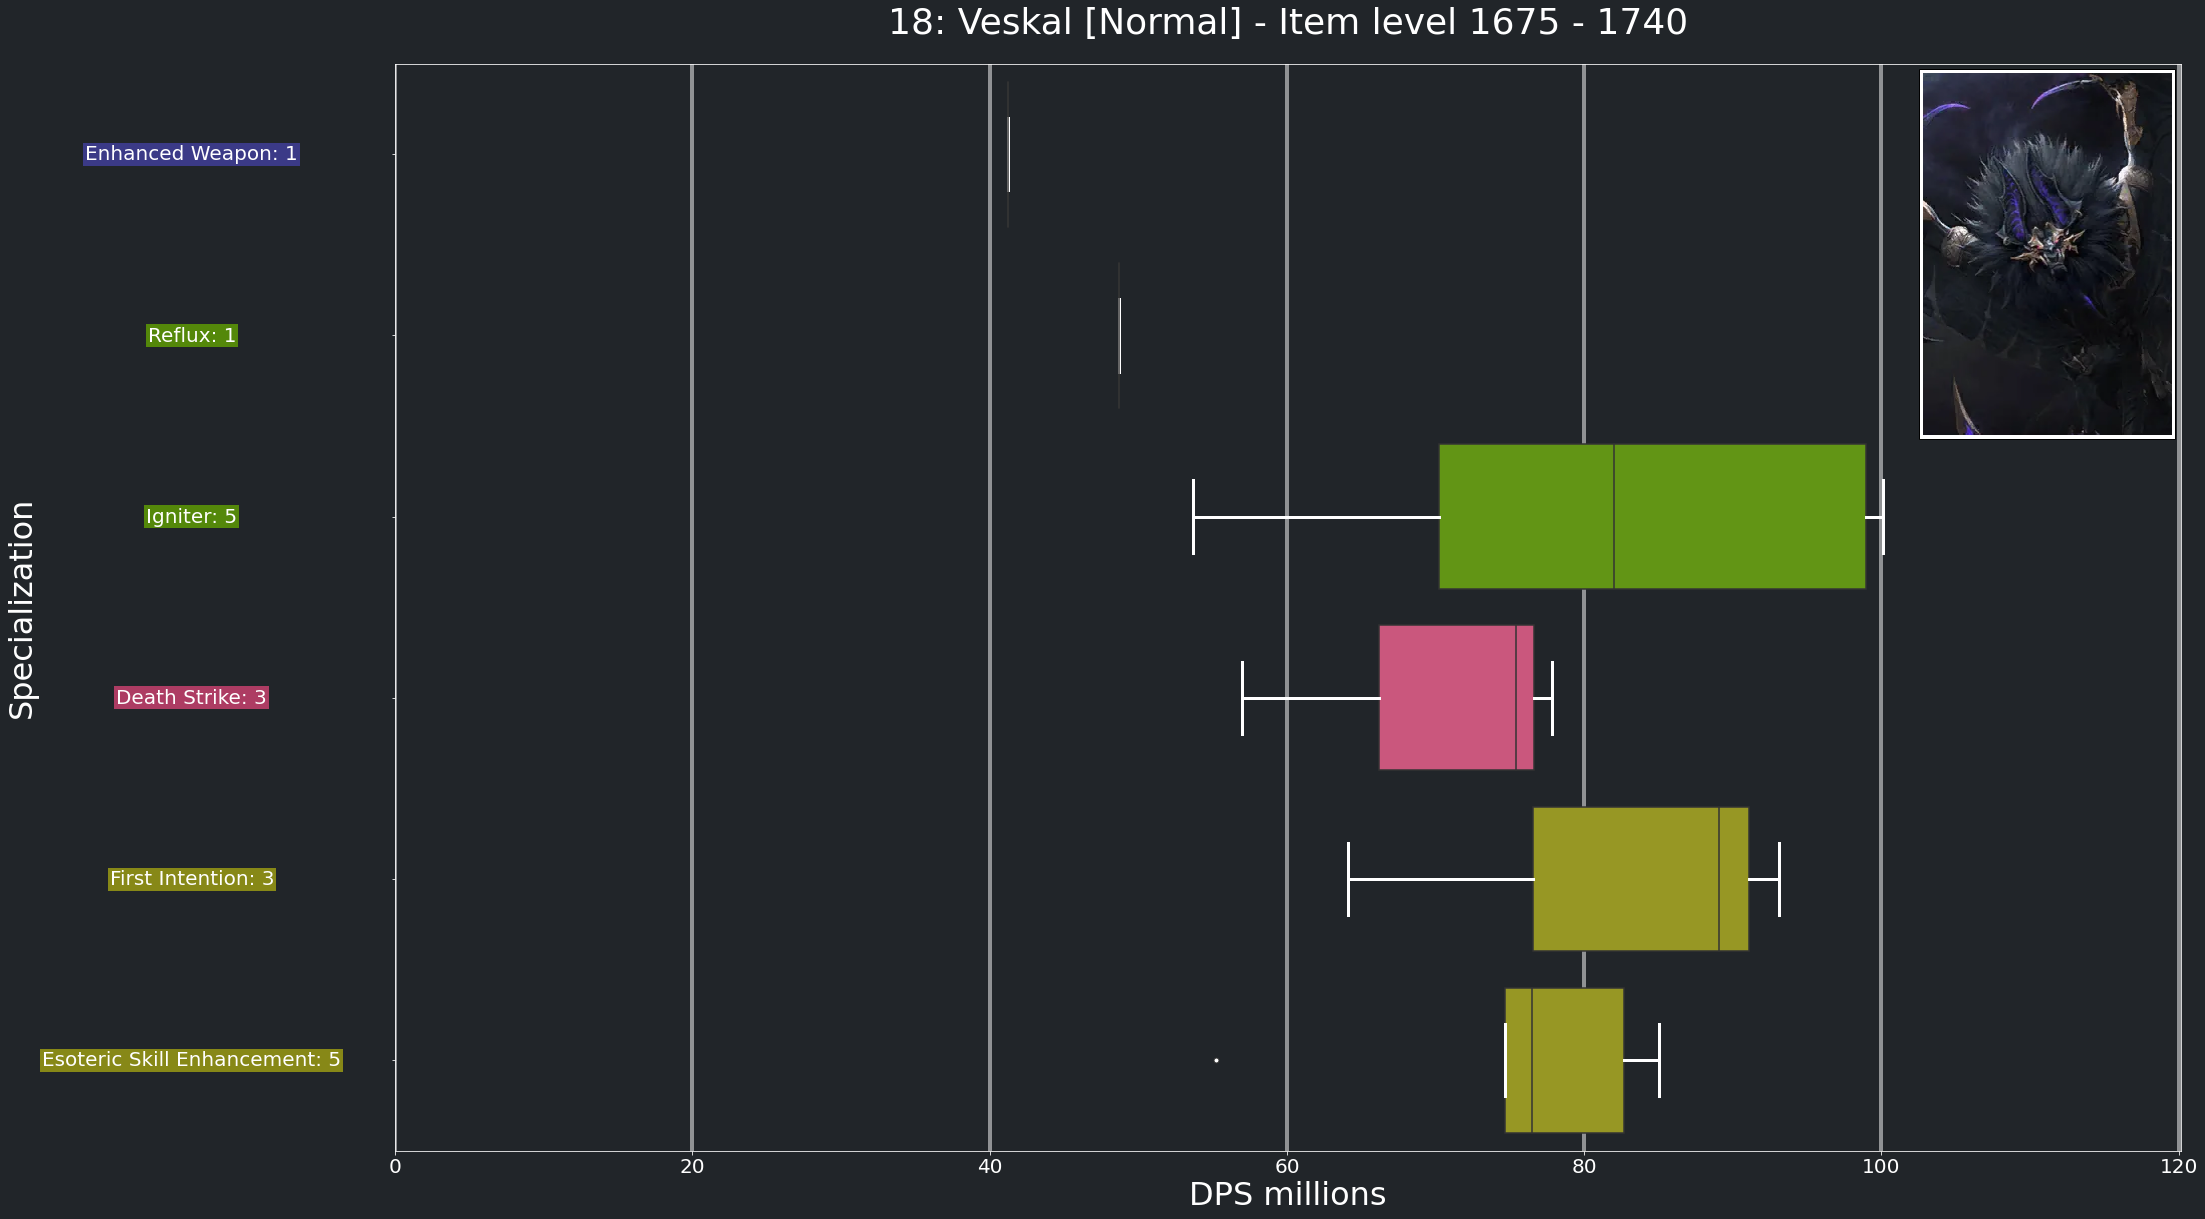 18: Veskal [Normal] - Item level 1675 - 1740
Specialization
Enhanced Weapon: 1
Reflux: 1
Igniter: 5
Death Strike: 3
First Intention: 3
Esoteric Skill Enhancement: 5
0 20 40 60 80 100 120
DPS millions